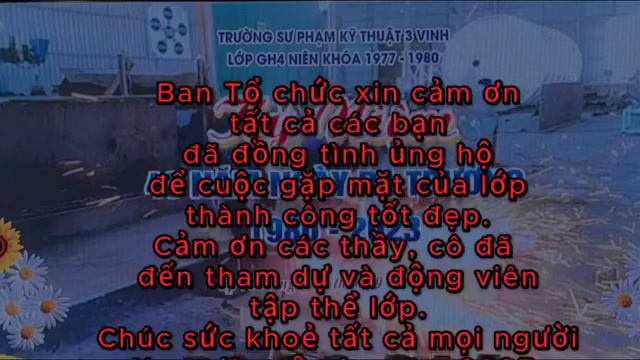 TRƯỜNG SƯ PHẠM KỸ THUẬT 3 VINH
LỚP GH4 NIÊN KHÓA 1977 - 1980
Ban Tổ chức xin cảm ơn
tất cả các bạn
đã đồng tình ủng hộ
để cuộc gặp mặt của lớp
thành công tốt đẹp.
1980 - 2023
Cảm ơn các thầy, cô đã
đến tham dự và động viên
tập thể lớp.
Chúc sức khoẻ tất cả mọi người